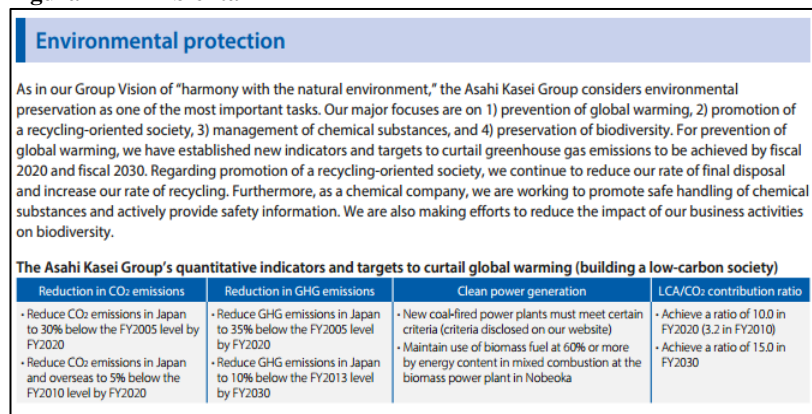 Environmental protection
As in our Group Vision of “harmony with the natural environment,” the Asahi Kasei Group considers environmental
preservation as one of the most important tasks. Our major focuses are on 1) prevention of global warming, 2) promotion of
a recycling-oriented society, 3) management of chemical substances, and 4) preservation of biodiversity. For prevention of
global warming, we have established new indicators and targets to curtail greenhouse gas emissions to be achieved by fiscal
2020 and fiscal 2030. Regarding promotion of a recycling-oriented society, we continue to reduce our rate of final disposal
and increase our rate of recycling. Furthermore, as a chemical company, we are working to promote safe handling of chemical
substances and actively provide safety information. We are also making efforts to reduce the impact of our business activities
on biodiversity.
The Asahi Kasei Group’s quantitative indicators and targets to curtail global warming (building a low-carbon society)
Reduction in CO₂ emissions
・Reduce CO₂ emissions in Japan
to 30% below the FY2005 level by
FY2020
・Reduce CO₂ emissions in Japan
and overseas to 5% below the
FY2010 level by FY2020
Reduction in GHG emissions
・Reduce GHG emissions in Japan
to 35% below the FY2005 level
by FY2020
・Reduce GHG emissions in Japan
to 10% below the FY2013 level
by FY2030
Clean power generation
・New coal-fired power plants must meet certain
criteria (criteria disclosed on our website)
・Maintain use of biomass fuel at 60% or more
by energy content in mixed combustion at the
biomass power plant in Nobeoka
LCA/CO₂ contribution ratio
・Achieve a ratio of 10.0 in
FY2020 (3.2 in FY2010)
・Achieve a ratio of 15.0 in
FY2030